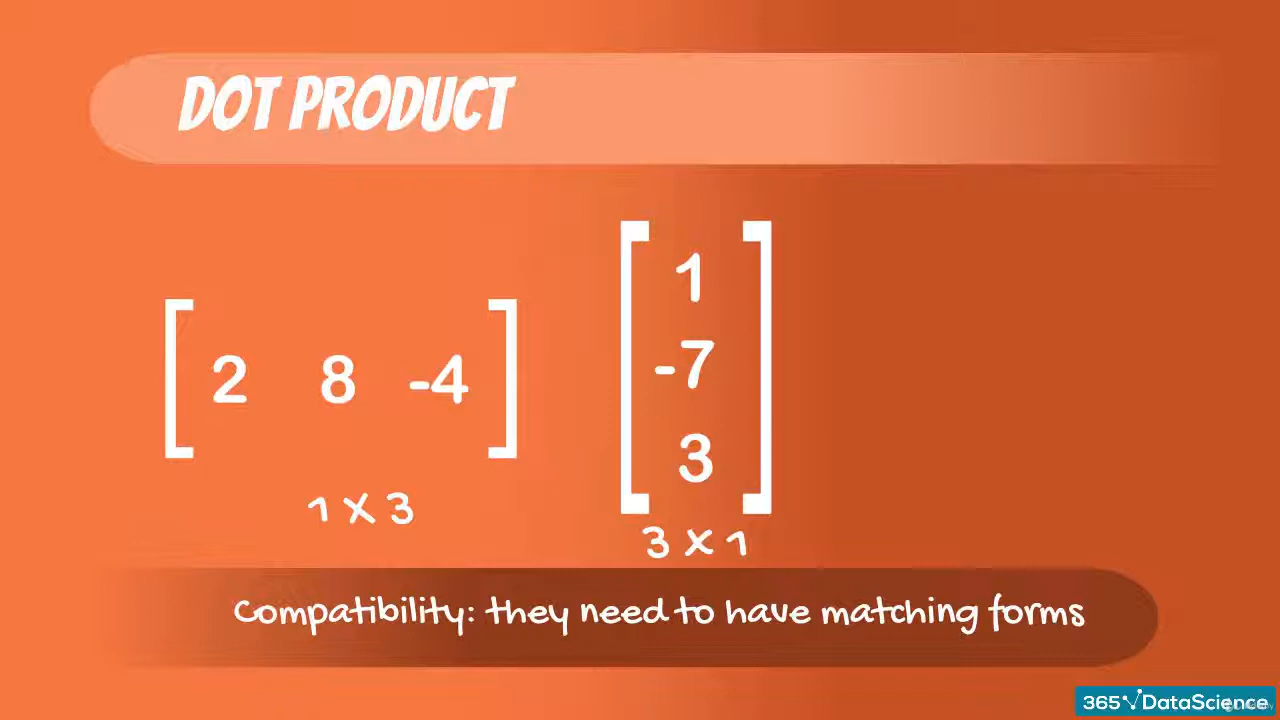 DOT PRODUCT
2 8 -4
1 X 3
1
-7
3
3 X 1
Compatibility: they need to have matching forms
365 DataScience